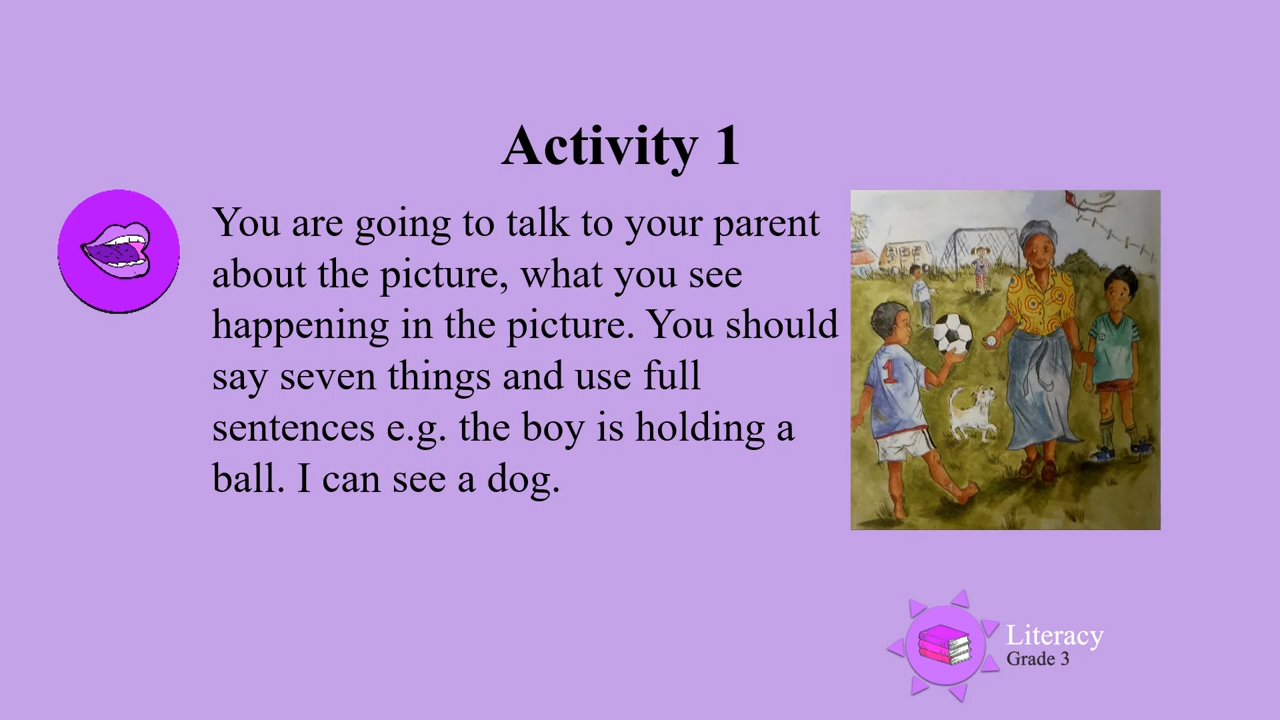 Activity 1
You are going to talk to your parent
about the picture, what you see
happening in the picture. You should
say seven things and use full
sentences e.g. the boy is holding a
ball. I can see a dog.
1
Literacy
Grade 3